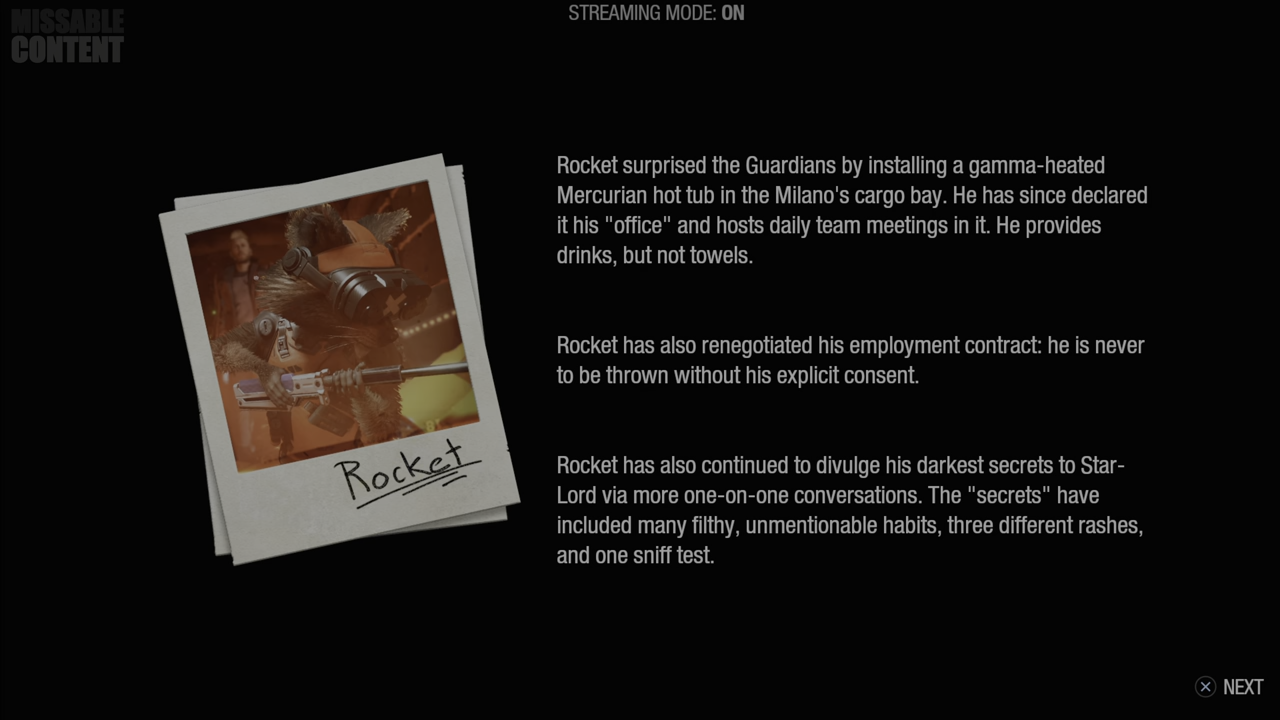 MISSABLE
CONTENT
STREAMING MODE: ON
Rocket surprised the Guardians by installing a gamma-heated
Mercurian hot tub in the Milano's cargo bay. He has since declared
it his "office" and hosts daily team meetings in it. He provides
drinks, but not towels.
Rocket has also renegotiated his employment contract: he is never
to be thrown without his explicit consent.
Rocket has also continued to divulge his darkest secrets to Star-
Lord via more one-on-one conversations. The "secrets" have
included many filthy, unmentionable habits, three different rashes,
and one sniff test.
Rocket
NEXT